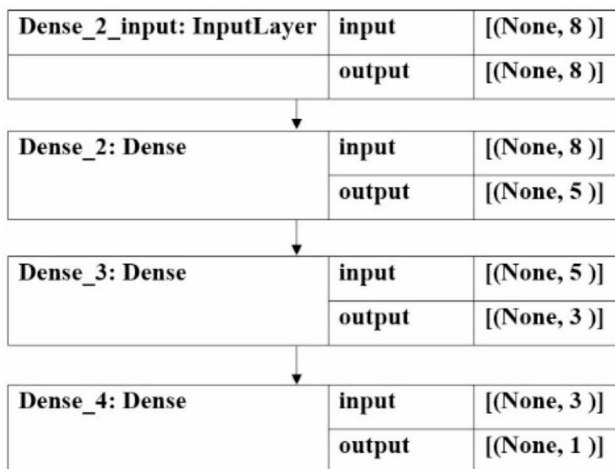 Dense_2_input: InputLayer input [(None, 8 )]
output [(None, 8 )]
Dense_2: Dense input [(None, 8 )]
output [(None, 5 )]
Dense_3: Dense input [(None, 5 )]
output [(None, 3 )]
Dense_4: Dense input [(None, 3 )]
output [(None, 1 )]